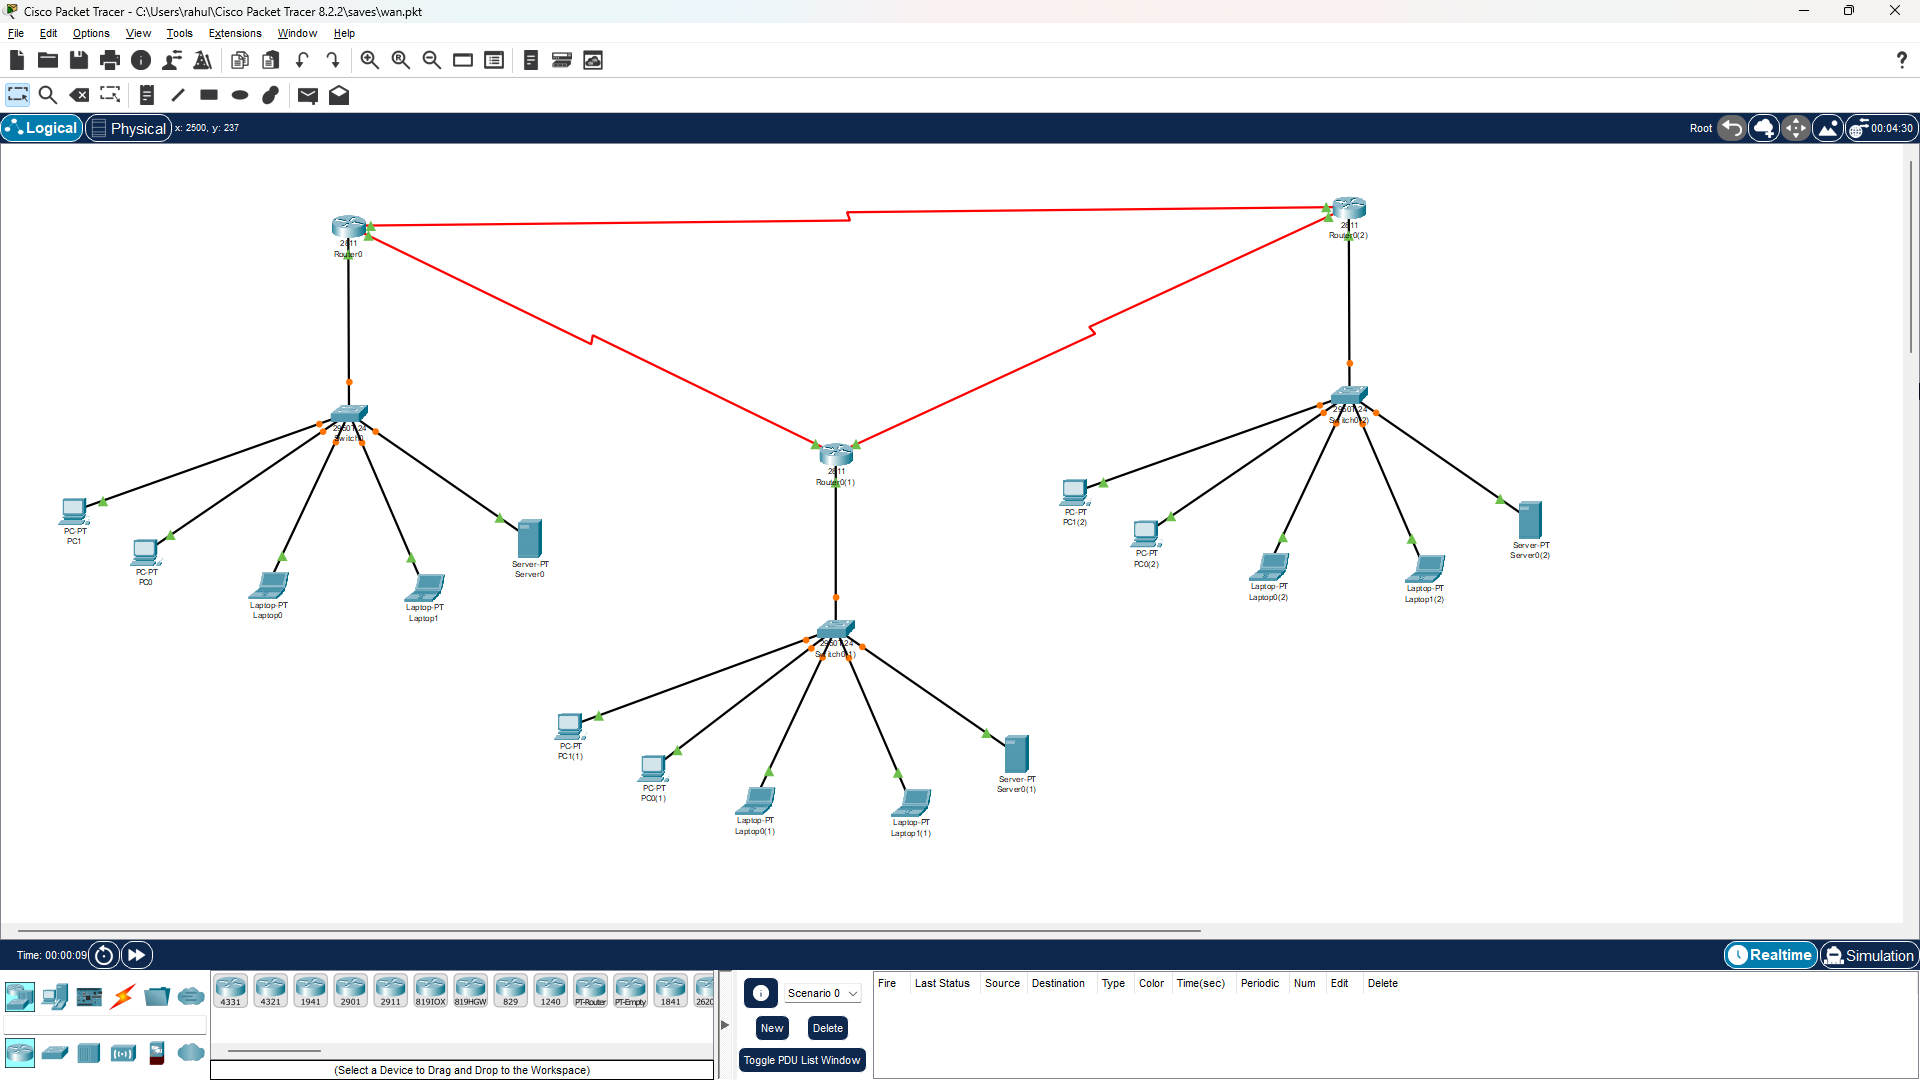 Cisco Packet Tracer - C:\Users\rahul\Cisco Packet Tracer 8.2.2\saves\wan.pkt
File Edit Options View Tools Extensions Window Help
?
Logical Physical x: 2500, y: 237 Root 00:04:30
2811
Router0
2811
Router0(2)
2950T-24
Switch0
2950T-24
Switch0(2)
2811
Router0(1)
PC-PT
PC1
PC-PT
PC0
Laptop-PT
Laptop0
Laptop-PT
Laptop1
Server-PT
Server0
PC-PT
PC1(2)
PC-PT
PC0(2)
Laptop-PT
Laptop0(2)
Laptop-PT
Laptop1(2)
Server-PT
Server0(2)
2950T-24
Switch0(1)
PC-PT
PC1(1)
PC-PT
PC0(1)
Laptop-PT
Laptop0(1)
Laptop-PT
Laptop1(1)
Server-PT
Server0(1)
Time: 00:00:09 Realtime Simulation
4331 4321 1941 2901 2911 819IOX 819HGW 829 1240 PT-Router PT-Empty 1841 2620
(Select a Device to Drag and Drop to the Workspace)
Scenario 0
New Delete
Toggle PDU List Window
Fire Last Status Source Destination Type Color Time(sec) Periodic Num Edit Delete